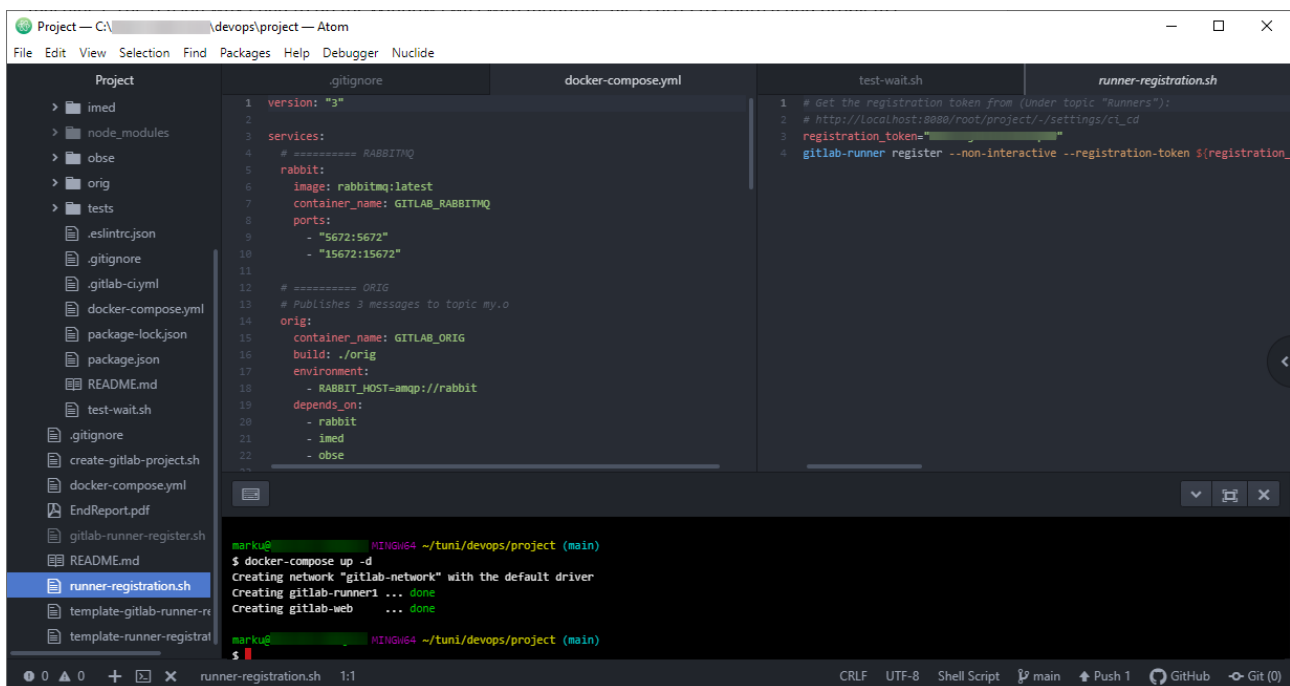 Project — C:\ \devops\project — Atom
File Edit View Selection Find Packages Help Debugger Nuclide
Project
imed
node_modules
obse
orig
tests
.eslintrc.json
.gitignore
.gitlab-ci.yml
docker-compose.yml
package-lock.json
package.json
README.md
test-wait.sh
.gitignore
create-gitlab-project.sh
docker-compose.yml
EndReport.pdf
gitlab-runner-register.sh
README.md
runner-registration.sh
template-gitlab-runner-re
template-runner-registrat
.gitignore
docker-compose.yml
1 version: "3"
2
3 services:
4 # ========== RABBITMQ
5 rabbit:
6 image: rabbitmq:latest
7 container_name: GITLAB_RABBITMQ
8 ports:
9 - "5672:5672"
10 - "15672:15672"
11
12 # ========== ORIG
13 # Publishes 3 messages to topic my.o
14 orig:
15 container_name: GITLAB_ORIG
16 build: ./orig
17 environment:
18 - RABBIT_HOST=amqp://rabbit
19 depends_on:
20 - rabbit
21 - imed
22 - obse
test-wait.sh
runner-registration.sh
1 # Get the registration token from (Under topic "Runners"):
2 # http://localhost:8080/root/project/-/settings/ci_cd
3 registration_token=" "
4 gitlab-runner register --non-interactive --registration-token ${registration_
marku@ MINGW64 ~/tuni/devops/project (main)
$ docker-compose up -d
Creating network "gitlab-network" with the default driver
Creating gitlab-runner1 ... done
Creating gitlab-web ... done
marku@ MINGW64 ~/tuni/devops/project (main)
$
0 0 runner-registration.sh 1:1 CRLF UTF-8 Shell Script main Push 1 GitHub Git (0)